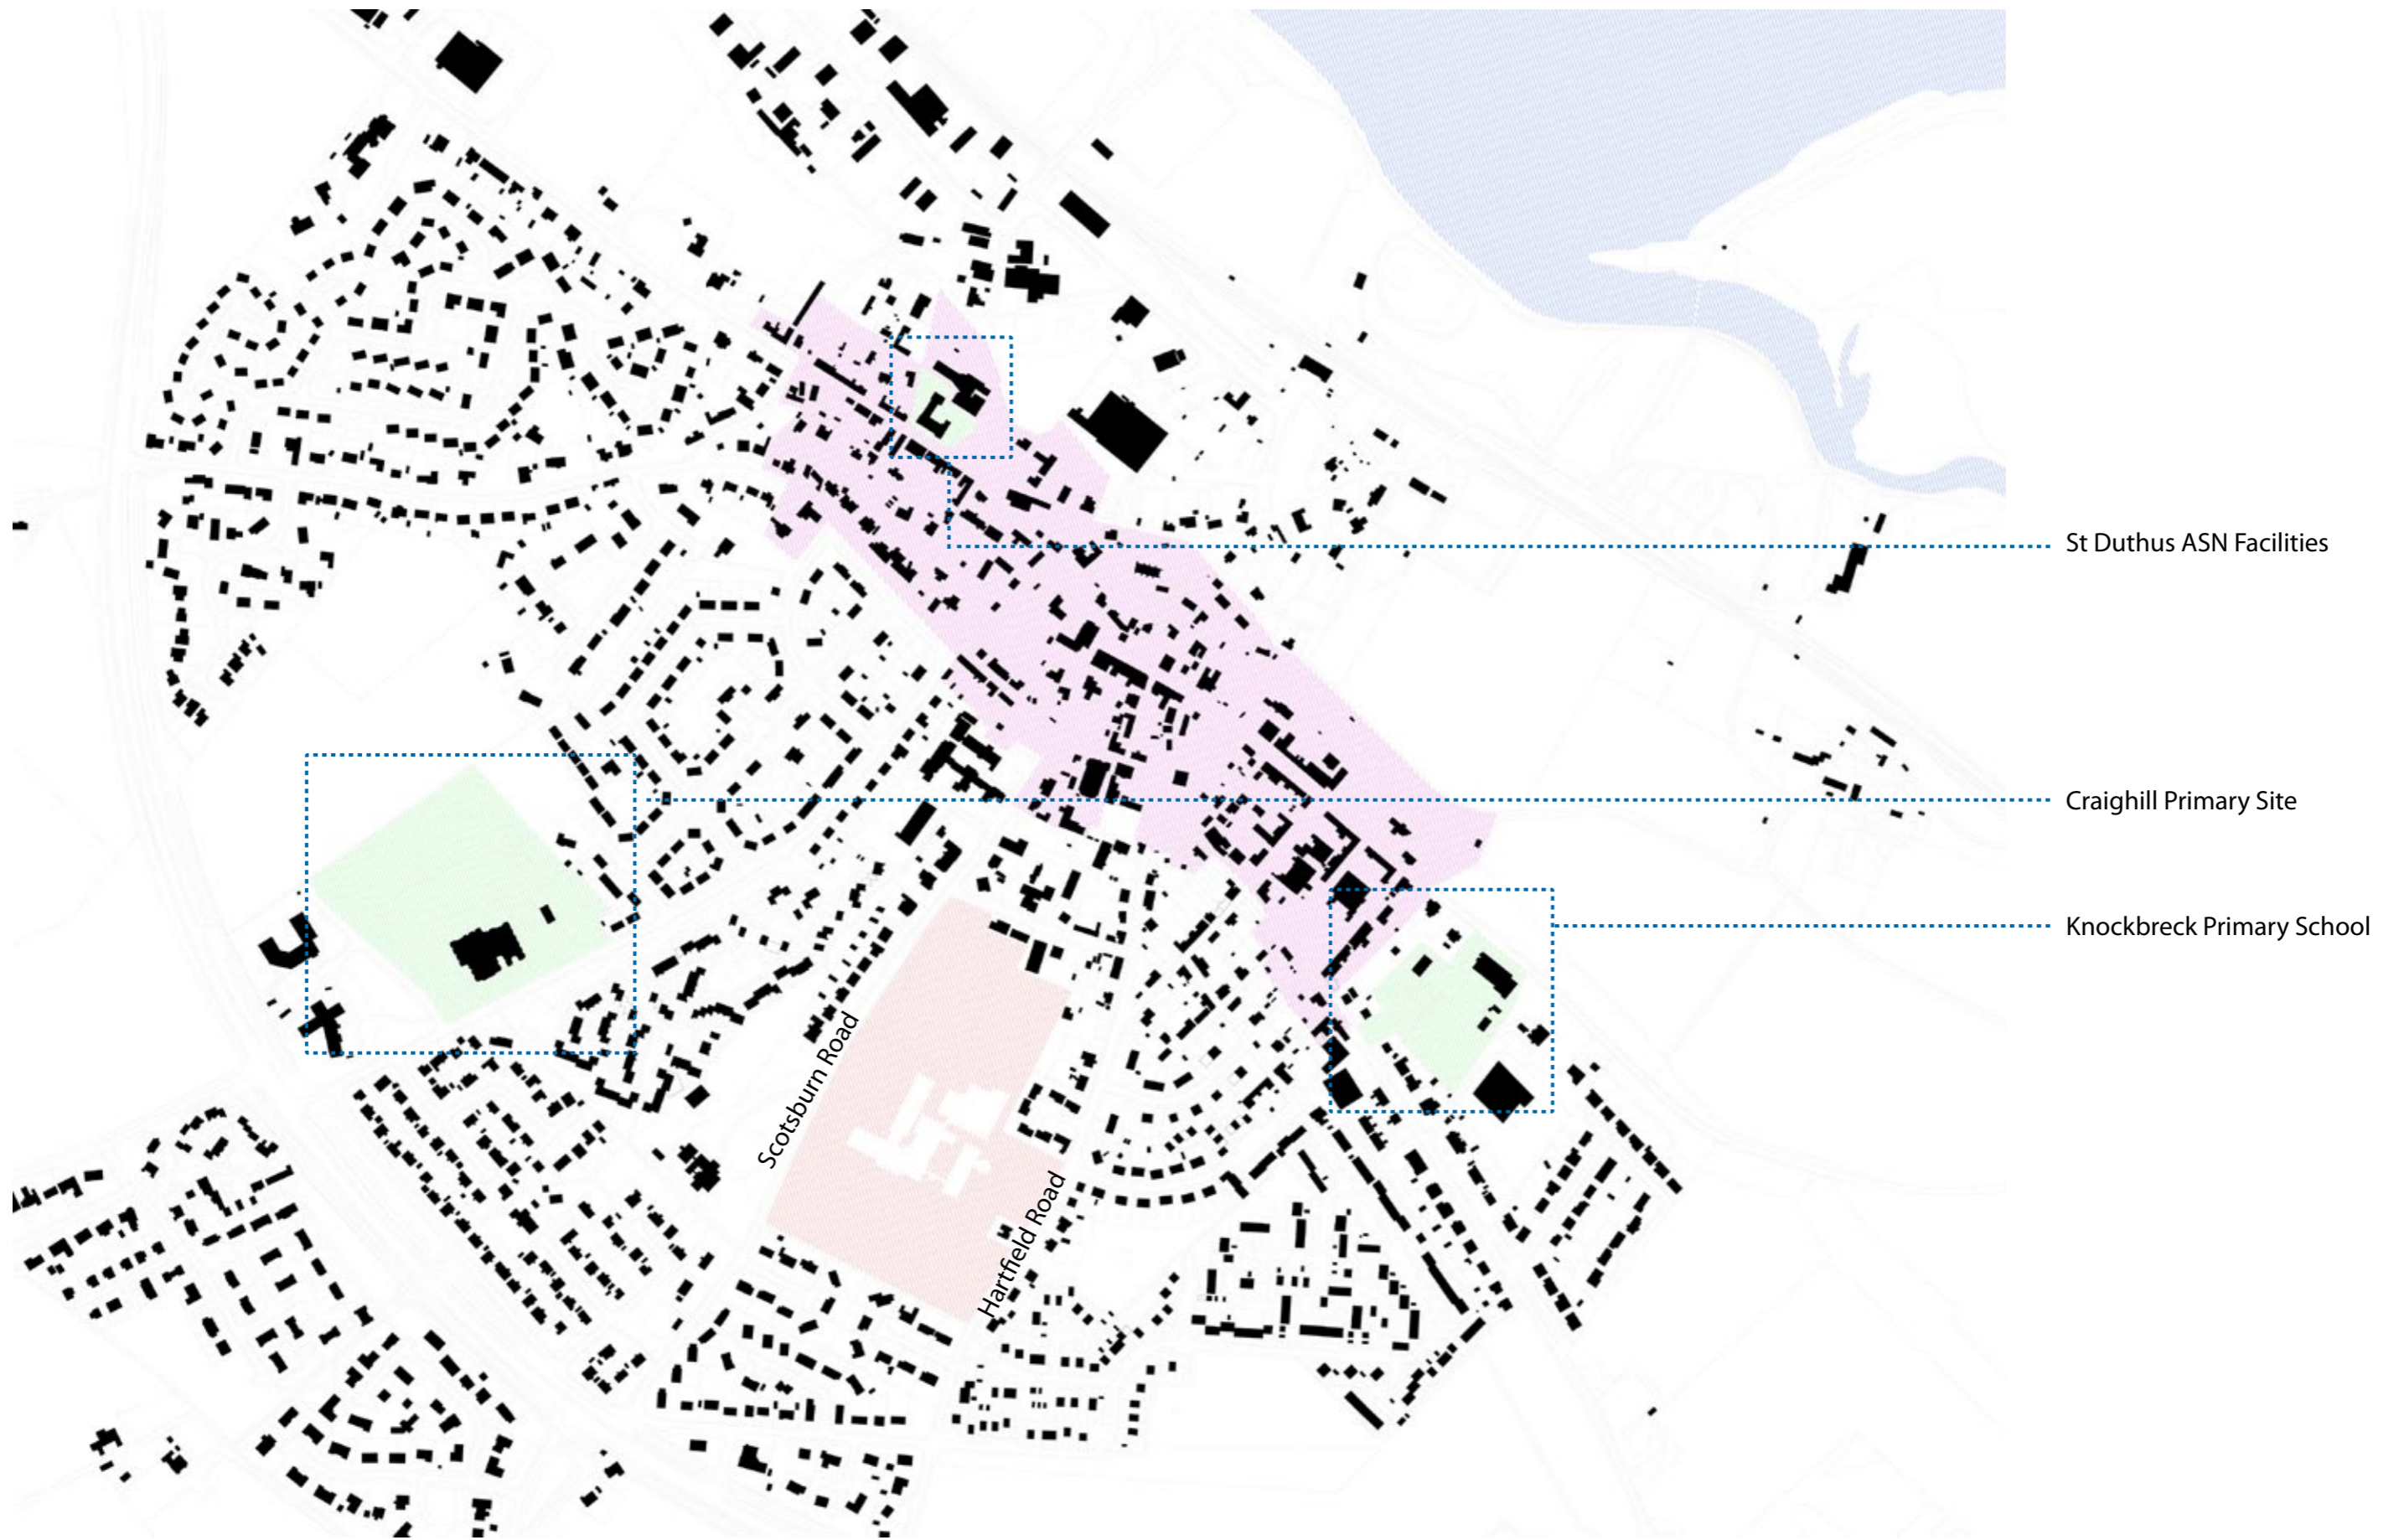 St Duthus ASN Facilities
Craighill Primary Site
Knockbreck Primary School
Scotsburn Road
Hartfield Road